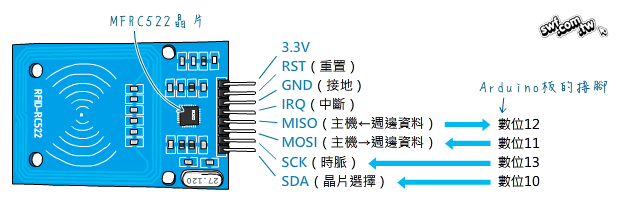 MFRC522晶片
swf.com.tw
3.3V
RST（重置）
GND（接地）
Arduino板的接腳
IRQ（中斷）
MISO（主機←週邊資料） 數位12
MOSI（主機→週邊資料） 數位11
SCK（時脈） 數位13
SDA（晶片選擇） 數位10
RFID-RC522
27.120